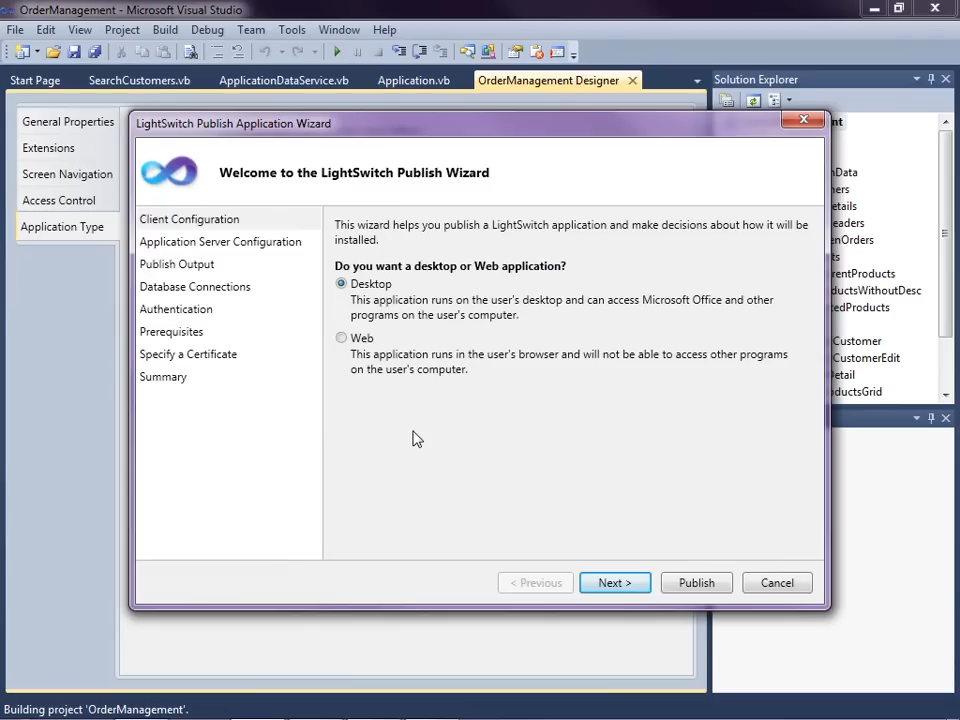 OrderManagement - Microsoft Visual Studio
File Edit View Project Build Debug Team Tools Window Help
Start Page SearchCustomers.vb ApplicationDataService.vb Application.vb OrderManagement Designer
Solution Explorer
General Properties
Extensions
Screen Navigation
Access Control
Application Type
LightSwitch Publish Application Wizard
Welcome to the LightSwitch Publish Wizard
Client Configuration
Application Server Configuration
Publish Output
Database Connections
Authentication
Prerequisites
Specify a Certificate
Summary
This wizard helps you publish a LightSwitch application and make decisions about how it will be
installed.
Do you want a desktop or Web application?
Desktop
This application runs on the user's desktop and can access Microsoft Office and other
programs on the user's computer.
Web
This application runs in the user's browser and will not be able to access other programs
on the user's computer.
< Previous Next > Publish Cancel
nt
nData
ners
etails
eaders
enOrders
ts
rentProducts
ductsWithoutDesc
tedProducts
Customer
CustomerEdit
Detail
ductsGrid
Building project 'OrderManagement'.